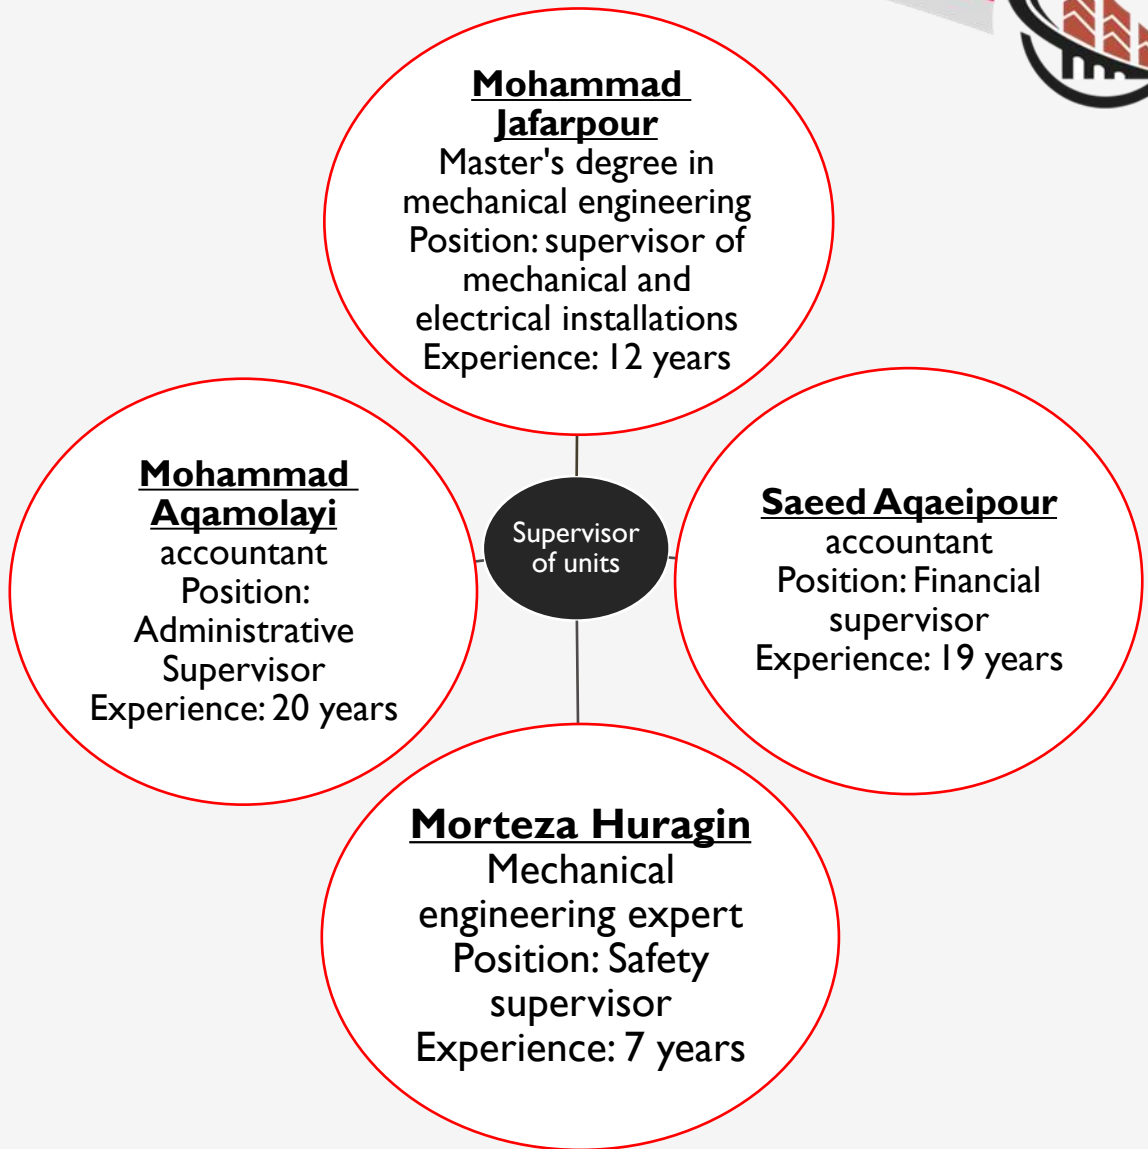 Mohammad
Jafarpour
Master's degree in
mechanical engineering
Position: supervisor of
mechanical and
electrical installations
Experience: 12 years
Mohammad
Aqamolayi
accountant
Position:
Administrative
Supervisor
Experience: 20 years
Supervisor
of units
Saeed Aqaeipour
accountant
Position: Financial
supervisor
Experience: 19 years
Morteza Huragin
Mechanical
engineering expert
Position: Safety
supervisor
Experience: 7 years